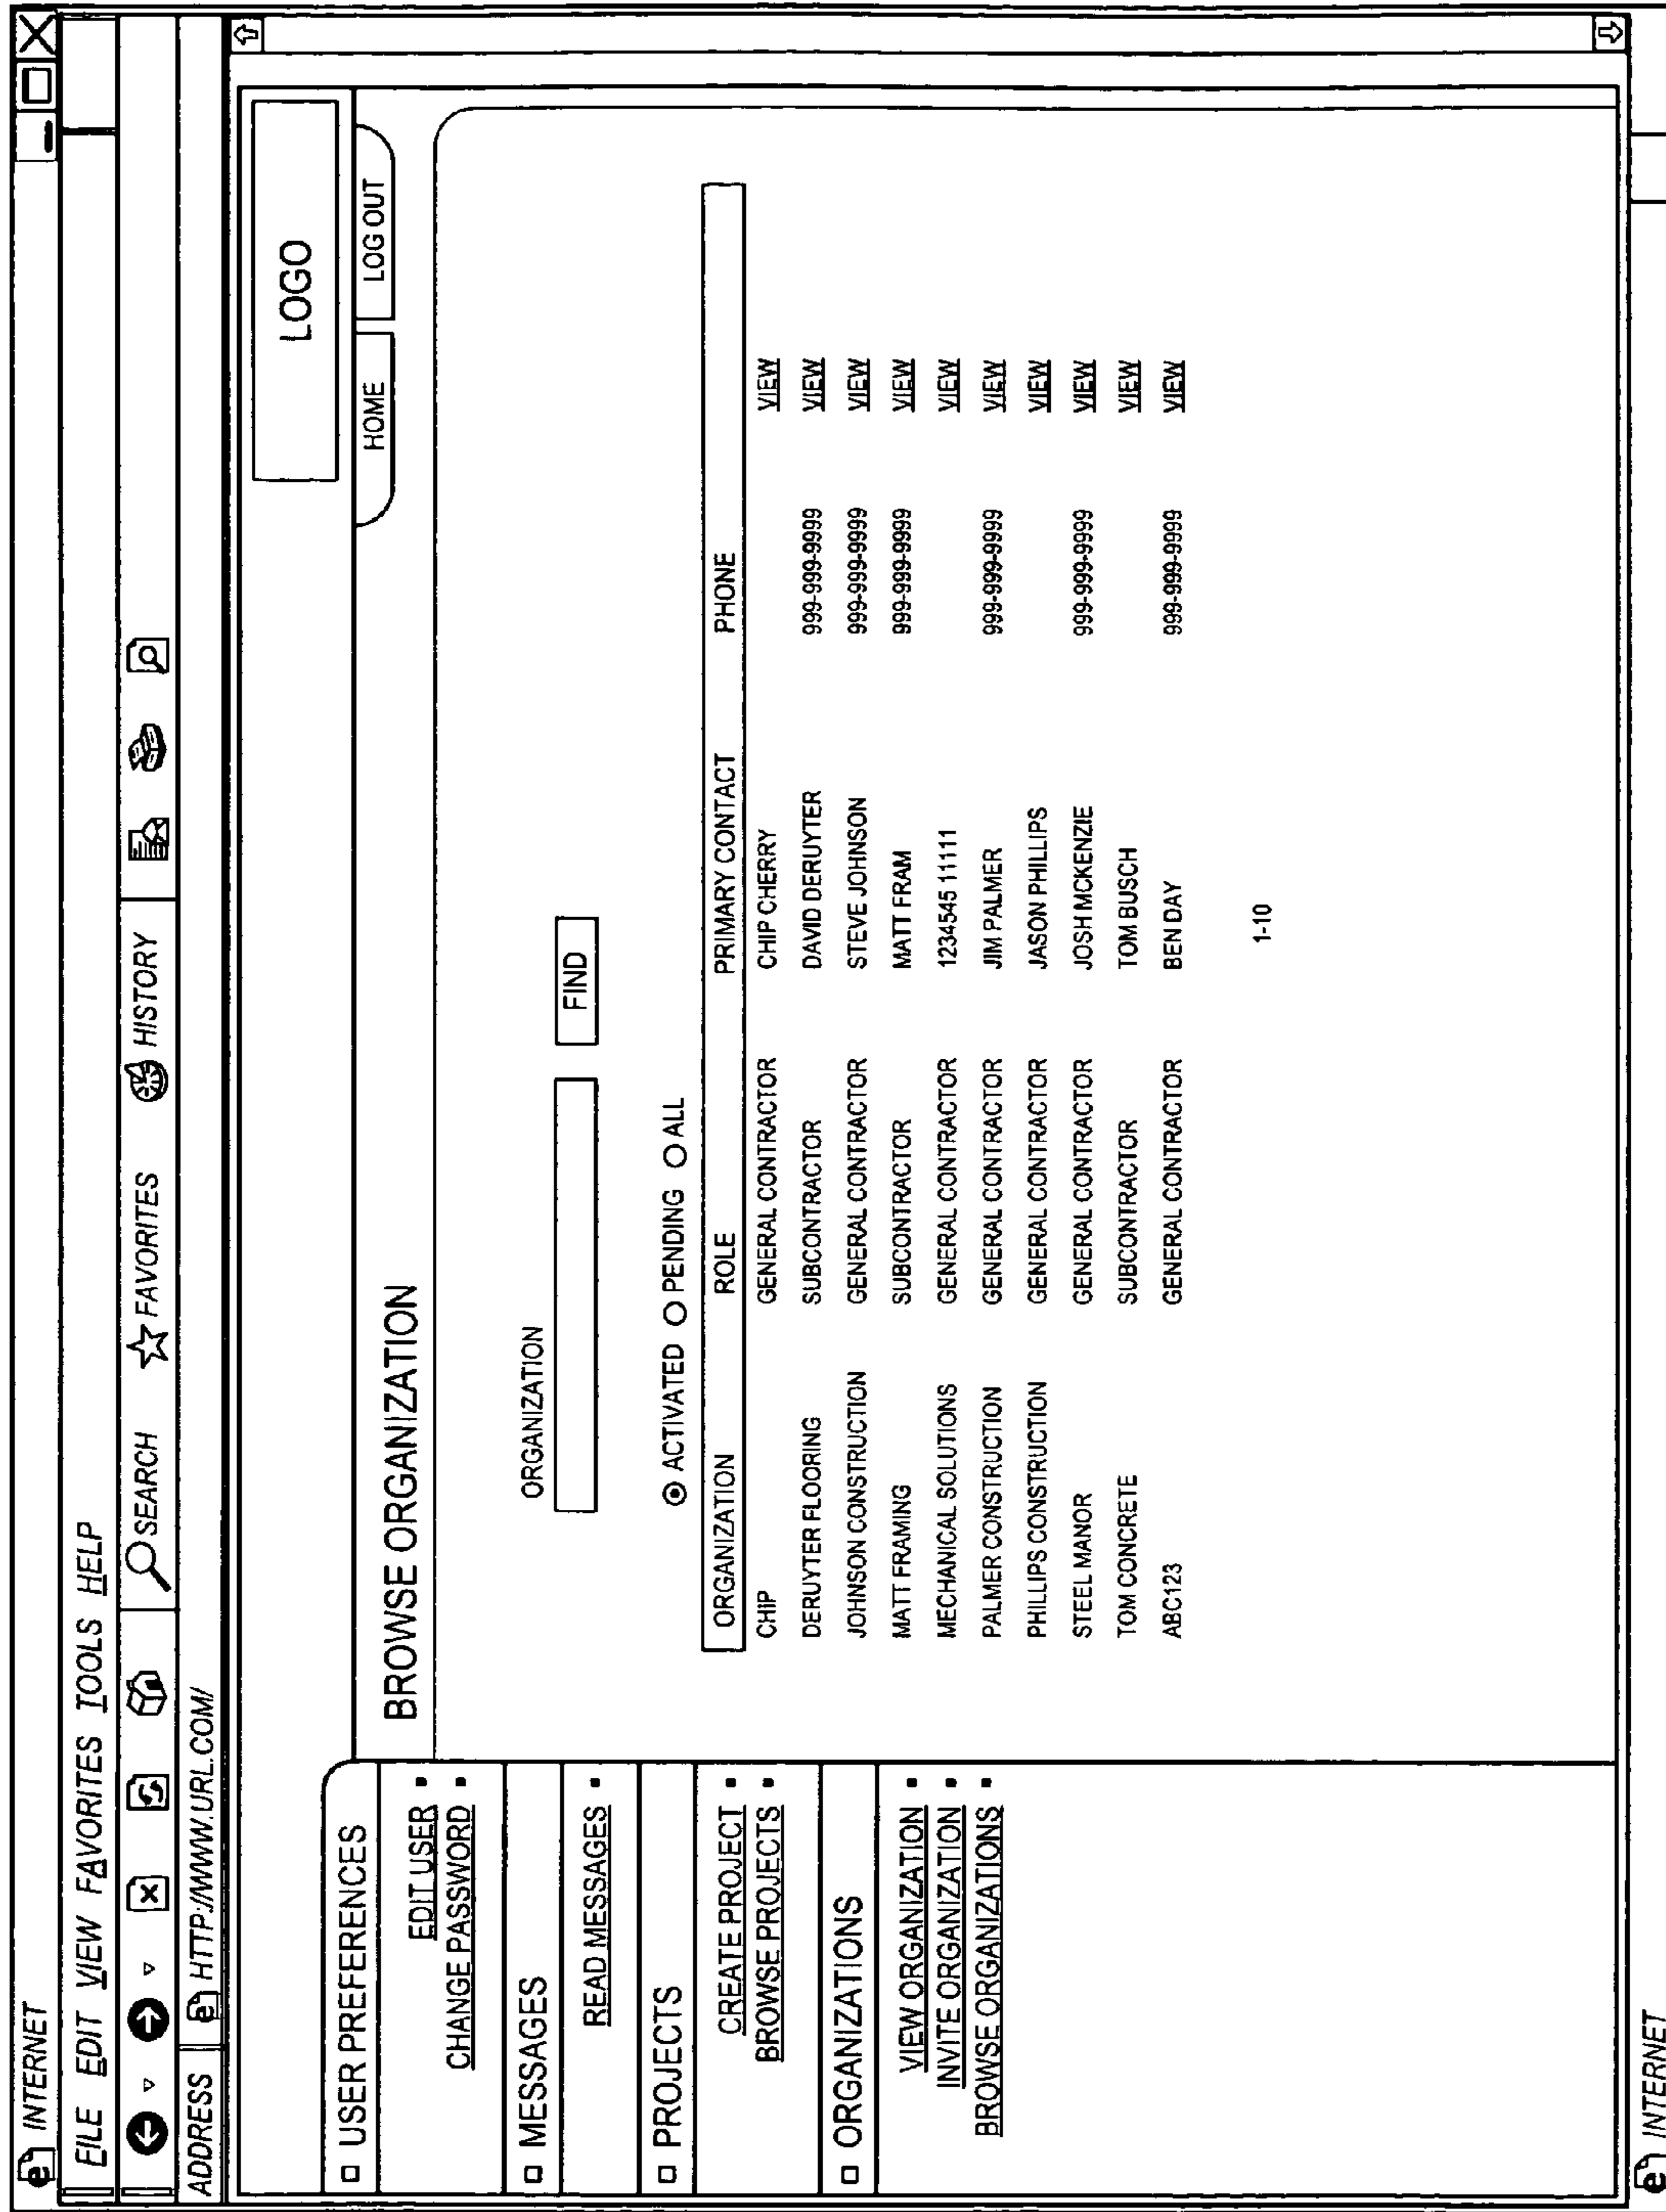 INTERNET
FILE EDIT VIEW FAVORITES TOOLS HELP
SEARCH FAVORITES HISTORY
ADDRESS HTTP://WWW.URL.COM/
LOGO
HOME LOG OUT
USER PREFERENCES
EDIT USER
CHANGE PASSWORD
MESSAGES
READ MESSAGES
PROJECTS
CREATE PROJECT
BROWSE PROJECTS
ORGANIZATIONS
VIEW ORGANIZATION
INVITE ORGANIZATION
BROWSE ORGANIZATIONS
BROWSE ORGANIZATION
ORGANIZATION
FIND
ACTIVATED PENDING ALL
ORGANIZATION ROLE PRIMARY CONTACT PHONE
CHIP GENERAL CONTRACTOR CHIP CHERRY VIEW
DERUYTER FLOORING SUBCONTRACTOR DAVID DERUYTER 999-999-9999 VIEW
JOHNSON CONSTRUCTION GENERAL CONTRACTOR STEVE JOHNSON 999-999-9999 VIEW
MATT FRAMING SUBCONTRACTOR MATT FRAM 999-999-9999 VIEW
MECHANICAL SOLUTIONS GENERAL CONTRACTOR 1234545 11111 VIEW
PALMER CONSTRUCTION GENERAL CONTRACTOR JIM PALMER 999-999-9999 VIEW
PHILLIPS CONSTRUCTION GENERAL CONTRACTOR JASON PHILLIPS VIEW
STEEL MANOR GENERAL CONTRACTOR JOSH MCKENZIE 999-999-9999 VIEW
TOM CONCRETE SUBCONTRACTOR TOM BUSCH VIEW
ABC123 GENERAL CONTRACTOR BEN DAY 999-999-9999 VIEW
1-10
INTERNET